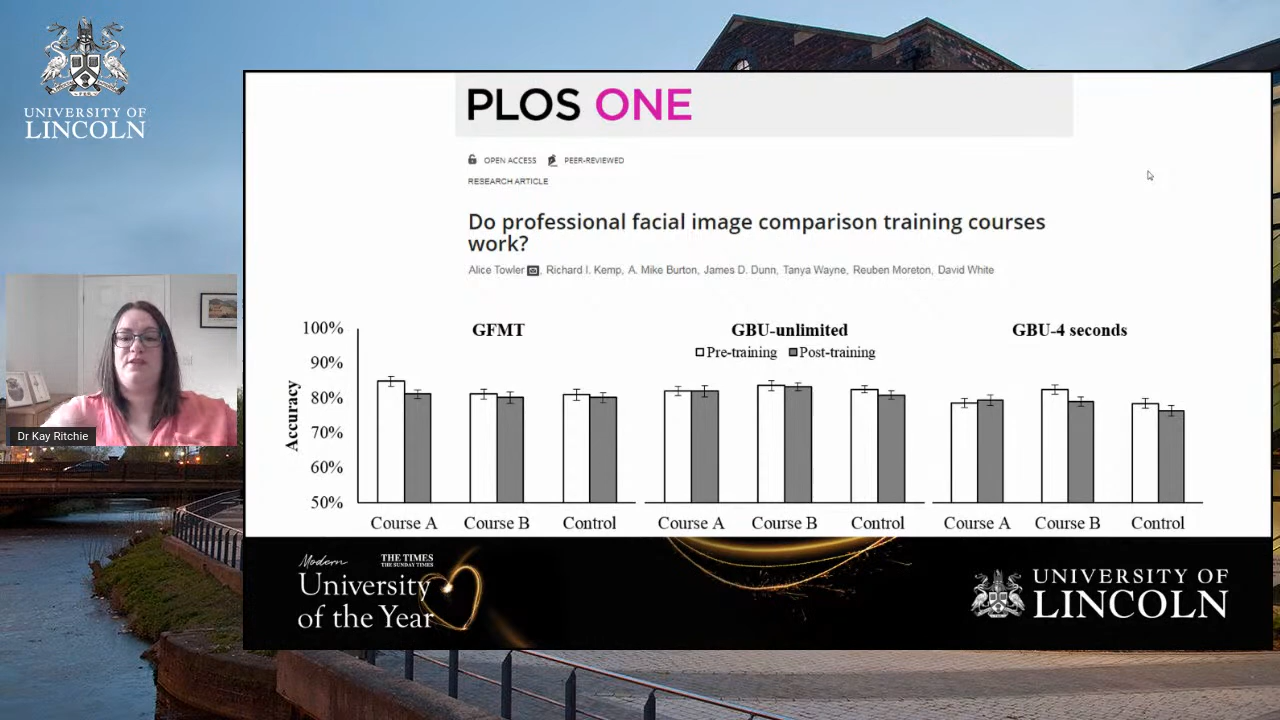 UNIVERSITY OF
LINCOLN
PLOS ONE
OPEN ACCESS PEER-REVIEWED
RESEARCH ARTICLE
Do professional facial image comparison training courses
work?
Alice Towler, Richard I. Kemp, A. Mike Burton, James D. Dunn, Tanya Wayne, Reuben Moreton, David White
100%
90%
80%
70%
60%
50%
Accuracy
GFMT
GBU-unlimited
GBU-4 seconds
Pre-training Post-training
Course A Course B Control
Course A Course B Control
Course A Course B Control
Dr Kay Ritchie
Modern
University
of the Year
THE TIMES
THE SUNDAY TIMES
UNIVERSITY OF
LINCOLN